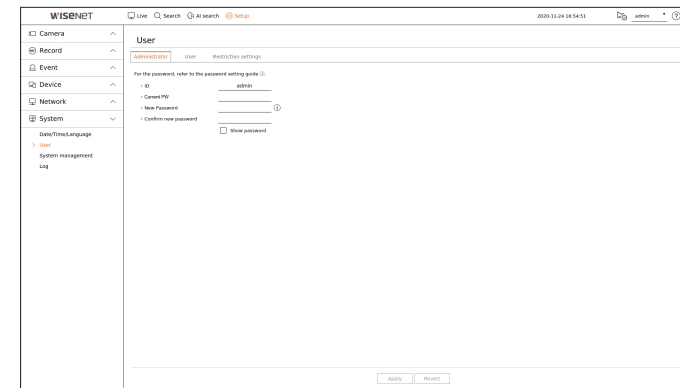 WISENET
Live Search AI search Setup 2020-11-24 16:54:51 admin
Camera
Record
Event
Device
Network
System
Date/Time/Language
> User
System management
Log
User
Administrator User Restriction settings
For the password, refer to the password setting guide
ID admin
Current PW
New Password
Confirm new password
Show password
Apply Revert